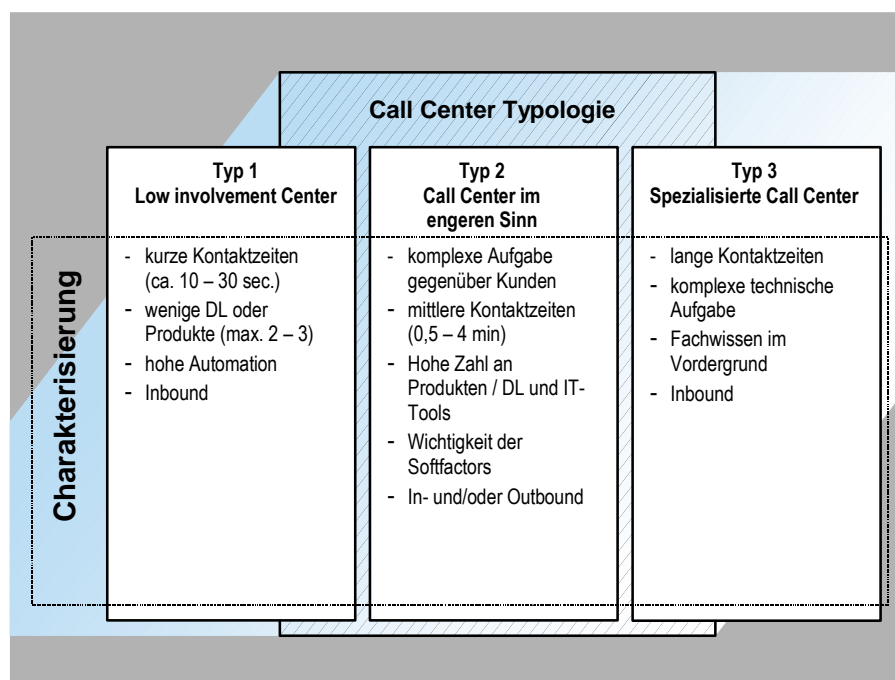 Call Center Typologie
Charakterisierung
Typ 1
Low involvement Center
- kurze Kontaktzeiten
(ca. 10 – 30 sec.)
- wenige DL oder
Produkte (max. 2 – 3)
- hohe Automation
- Inbound
Typ 2
Call Center im
engeren Sinn
- komplexe Aufgabe
gegenüber Kunden
- mittlere Kontaktzeiten
(0,5 – 4 min)
- Hohe Zahl an
Produkten / DL und IT-
Tools
- Wichtigkeit der
Softfactors
- In- und/oder Outbound
Typ 3
Spezialisierte Call Center
- lange Kontaktzeiten
- komplexe technische
Aufgabe
- Fachwissen im
Vordergrund
- Inbound